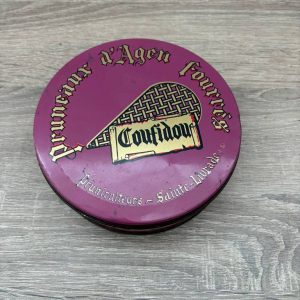 Pruneaux d'Agen fourrés
Coufidou
Pruniculteurs - Sainte-Livrade